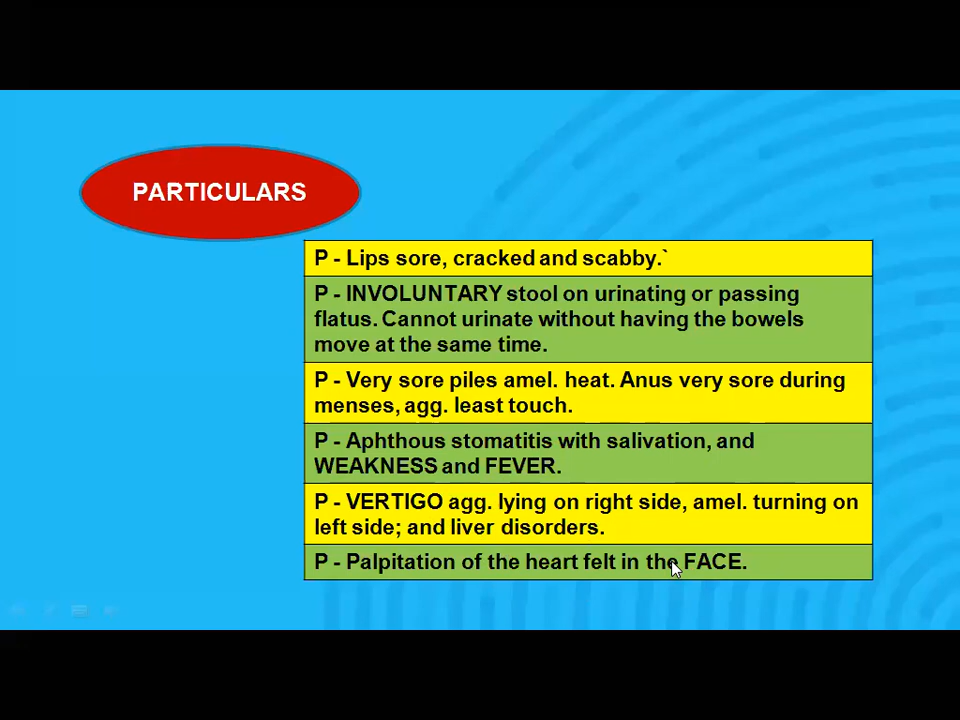 PARTICULARS
P - Lips sore, cracked and scabby.`
P - INVOLUNTARY stool on urinating or passing
flatus. Cannot urinate without having the bowels
move at the same time.
P - Very sore piles amel. heat. Anus very sore during
menses, agg. least touch.
P - Aphthous stomatitis with salivation, and
WEAKNESS and FEVER.
P - VERTIGO agg. lying on right side, amel. turning on
left side; and liver disorders.
P - Palpitation of the heart felt in the FACE.